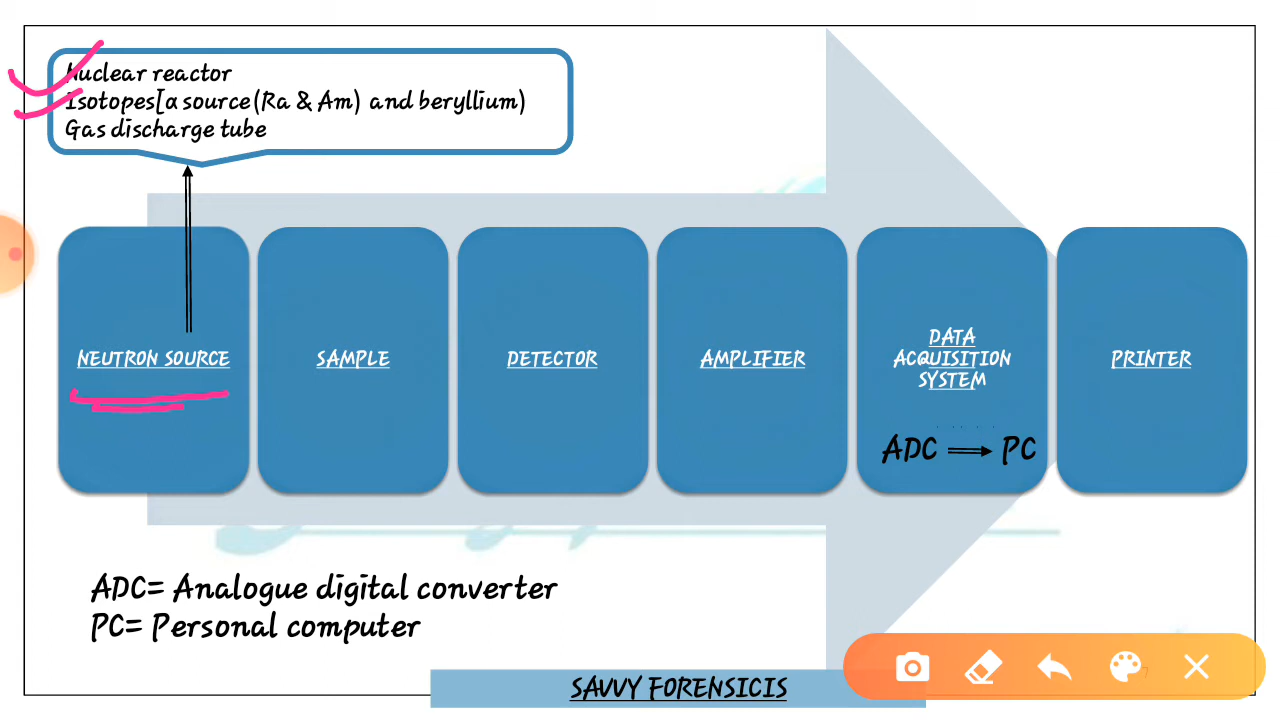 Nuclear reactor
Isotopes[α source(Ra & Am) and beryllium)
Gas discharge tube
NEUTRON SOURCE
SAMPLE
DETECTOR
AMPLIFIER
DATA
ACQUISITION
SYSTEM
PRINTER
ADC ⟹ PC
ADC= Analogue digital converter
PC= Personal computer
SAVVY FORENSICIS